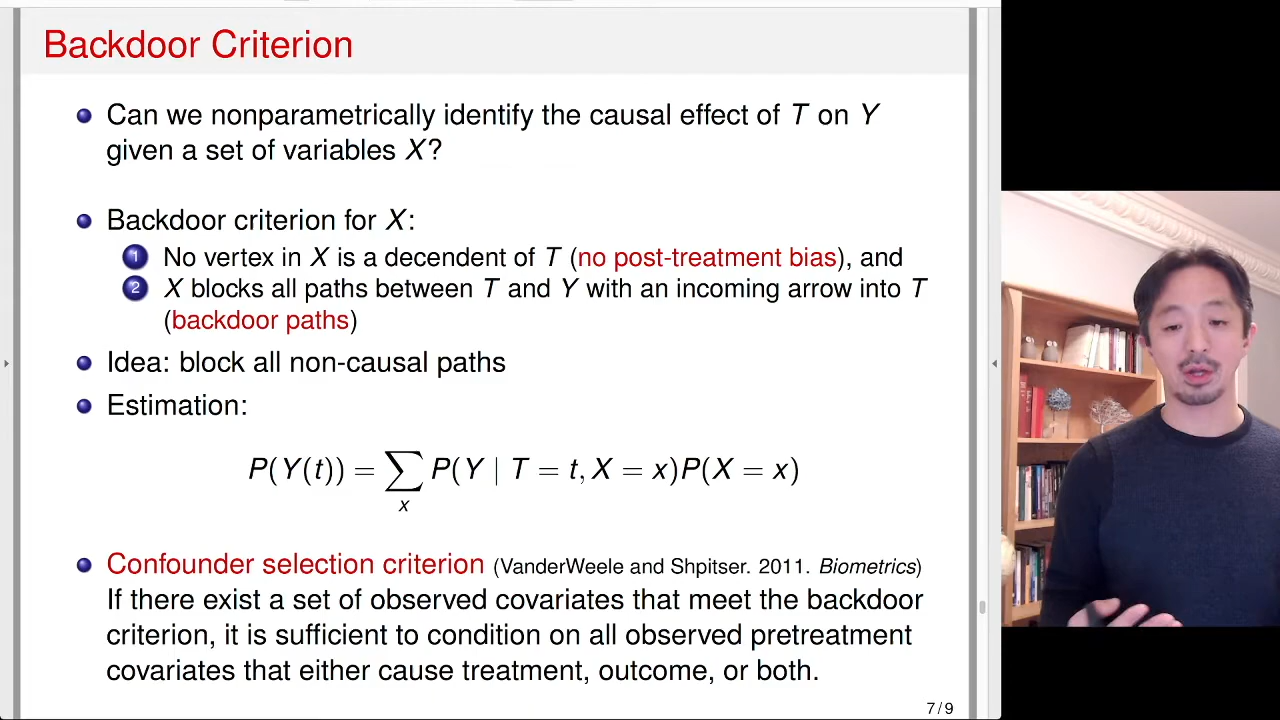 Backdoor Criterion
Can we nonparametrically identify the causal effect of T on Y
given a set of variables X?
Backdoor criterion for X:
1 No vertex in X is a decendent of T (no post-treatment bias), and
2 X blocks all paths between T and Y with an incoming arrow into T
(backdoor paths)
Idea: block all non-causal paths
Estimation:
P(Y(t)) = ∑ P(Y | T = t, X = x)P(X = x)
x
Confounder selection criterion (VanderWeele and Shpitser. 2011. Biometrics)
If there exist a set of observed covariates that meet the backdoor
criterion, it is sufficient to condition on all observed pretreatment
covariates that either cause treatment, outcome, or both.
7 / 9